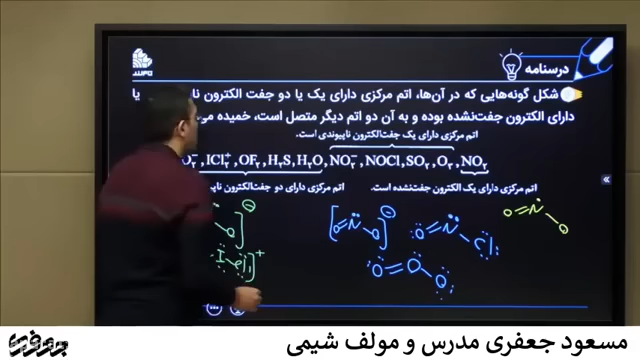 درسنامه
شکل گونه‌هایی که در آن‌ها، اتم مرکزی دارای یک یا دو جفت الکترون یا
دارای الکترون جفت‌نشده بوده و به آن دو اتم دیگر متصل است، خمیده
اتم مرکزی دارای یک جفت‌الکترون ناپیوندی است.
, ICl₂⁺, OF₂, H₂S, H₂O, NO₂⁻, NOCl, SO₂, O₃, NO₂
اتم مرکزی دارای یک الکترون جفت‌نشده است.
اتم مرکزی دارای دو جفت‌الکترون
[O=N-O]⁻
O=N-Cl
O=N-O
O=O-O
مسعود جعفری مدرس و مولف شیمی